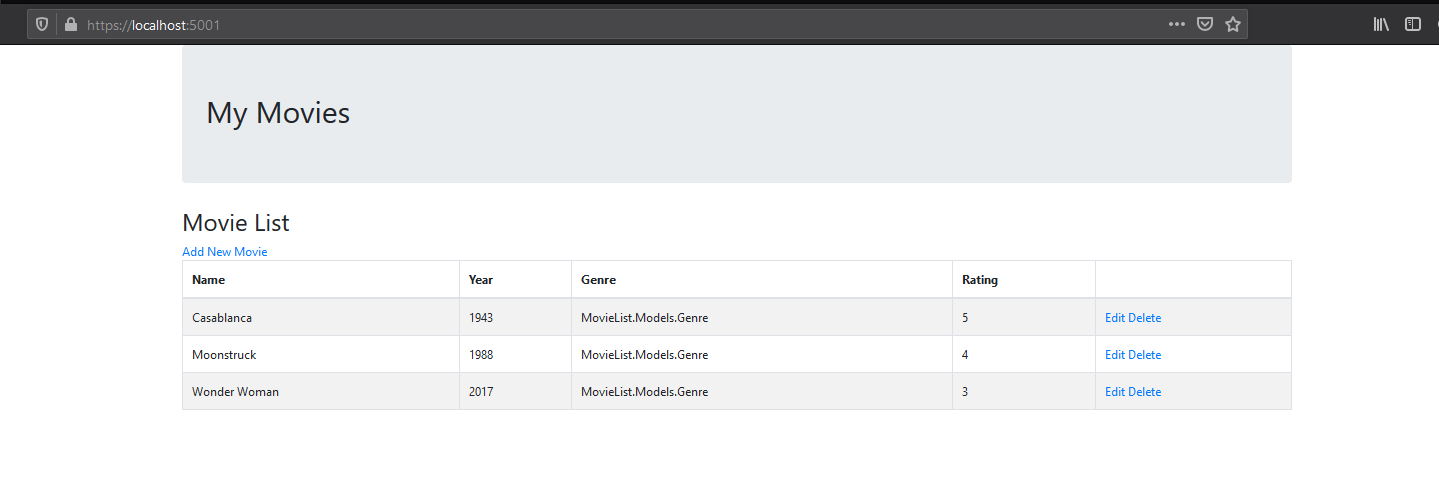 https://localhost:5001
My Movies
Movie List
Add New Movie
Name Year Genre Rating
Casablanca 1943 MovieList.Models.Genre 5 Edit Delete
Moonstruck 1988 MovieList.Models.Genre 4 Edit Delete
Wonder Woman 2017 MovieList.Models.Genre 3 Edit Delete